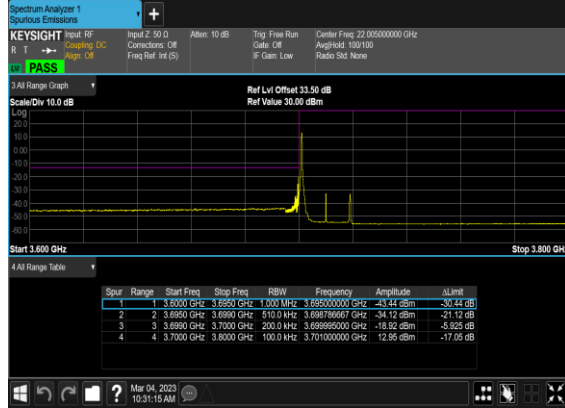 Spectrum Analyzer 1
Spurious Emissions
+
KEYSIGHT Input: RF Input Z: 50 Ω Atten: 10 dB Trig: Free Run Center Freq: 22.005000000 GHz
R T Coupling: DC Corrections: Off Gate: Off Avg|Hold: 100/100
Align: Off Freq Ref: Int (S) IF Gain: Low Radio Std: None
PASS
3 All Range Graph Ref Lvl Offset 33.50 dB
Scale/Div 10.0 dB Ref Value 30.00 dBm
Log
20.0
10.0
0.00
-10.0
-20.0
-30.0
-40.0
-50.0
-60.0
Start 3.600 GHz Stop 3.800 GH
4 All Range Table
Spur Range Start Freq Stop Freq RBW Frequency Amplitude ΔLimit
1 1 3.6000 GHz 3.6950 GHz 1.000 MHz 3.695000000 GHz -43.44 dBm -30.44 dB
2 2 3.6950 GHz 3.6990 GHz 510.0 kHz 3.698786667 GHz -34.12 dBm -21.12 dB
3 3 3.6990 GHz 3.7000 GHz 200.0 kHz 3.699995000 GHz -18.92 dBm -5.925 dB
4 4 3.7000 GHz 3.8000 GHz 100.0 kHz 3.701000000 GHz 12.95 dBm -17.05 dB
? Mar 04, 2023
10:31:15 AM